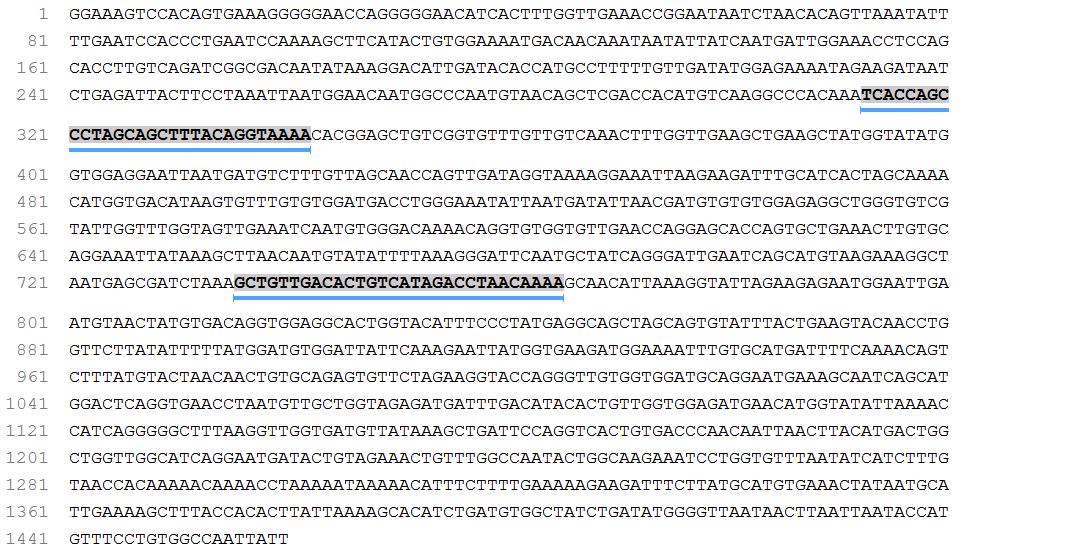 1 GGAAAGTCCACAGTGAAAGGGGGAACCAGGGGGAACATCACTTTGGTTGAAACCGGAATAATCTAACACAGTTAAATATT
81 TTGAATCCACCCTGAATCCAAAAGCTTCATACTGTGGAAAATGACAACAAATAATATTATCAATGATTGGAAACCTCCAG
161 CACCTTGTCAGATCGGCGACAATATAAAGGACATTGATACACCATGCCTTTTTGTTGATATGGAGAAAATAGAAGATAAT
241 CTGAGATTACTTCCTAAATTAATGGAACAATGGCCCAATGTAACAGCTCGACCACATGTCAAGGCCCACAAATCACCAGC
321 CCTAGCAGCTTTACAGGTAAAACACGGAGCTGTCGGTGTTTGTTGTCAAACTTTGGTTGAAGCTGAAGCTATGGTATATG
401 GTGGAGGAATTAATGATGTCTTTGTTAGCAACCAGTTGATAGGTAAAAGGAAATTAAGAAGATTTGCATCACTAGCAAAA
481 CATGGTGACATAAGTGTTTGTGTGGATGACCTGGGAAATATTAATGATATTAACGATGTGTGTGGAGAGGCTGGGTGTCG
561 TATTGGTTTGGTAGTTGAAATCAATGTGGGACAAAACAGGTGTGGTGTTGAACCAGGAGCACCAGTGCTGAAACTTGTGC
641 AGGAAATTATAAAGCTTAACAATGTATATTTTAAAGGGATTCAATGCTATCAGGGATTGAATCAGCATGTAAGAAAGGCT
721 AATGAGCGATCTAAAGCTGTTGACACTGTCATAGACCTAACAAAAGCAACATTAAAGGTATTAGAAGAGAATGGAATTGA
801 ATGTAACTATGTGACAGGTGGAGGCACTGGTACATTTCCCTATGAGGCAGCTAGCAGTGTATTTACTGAAGTACAACCTG
881 GTTCTTATATTTTTATGGATGTGGATTATTCAAAGAATTATGGTGAAGATGGAAAATTTGTGCATGATTTTCAAAACAGT
961 CTTTATGTACTAACAACTGTGCAGAGTGTTCTAGAAGGTACCAGGGTTGTGGTGGATGCAGGAATGAAAGCAATCAGCAT
1041 GGACTCAGGTGAACCTAATGTTGCTGGTAGAGATGATTTGACATACACTGTTGGTGGAGATGAACATGGTATATTAAAAC
1121 CATCAGGGGGCTTTAAGGTTGGTGATGTTATAAAGCTGATTCCAGGTCACTGTGACCCAACAATTAACTTACATGACTGG
1201 CTGGTTGGCATCAGGAATGATACTGTAGAAACTGTTTGGCCAATACTGGCAAGAAATCCTGGTGTTTAATATCATCTTTG
1281 TAACCACAAAAACAAAACCTAAAAATAAAAACATTTCTTTTGAAAAAGAAGATTTCTTATGCATGTGAAACTATAATGCA
1361 TTGAAAAGCTTTACCACACTTATTAAAAGCACATCTGATGTGGCTATCTGATATGGGGTTAATAACTTAATTAATACCAT
1441 GTTTCCTGTGGCCAATTATT